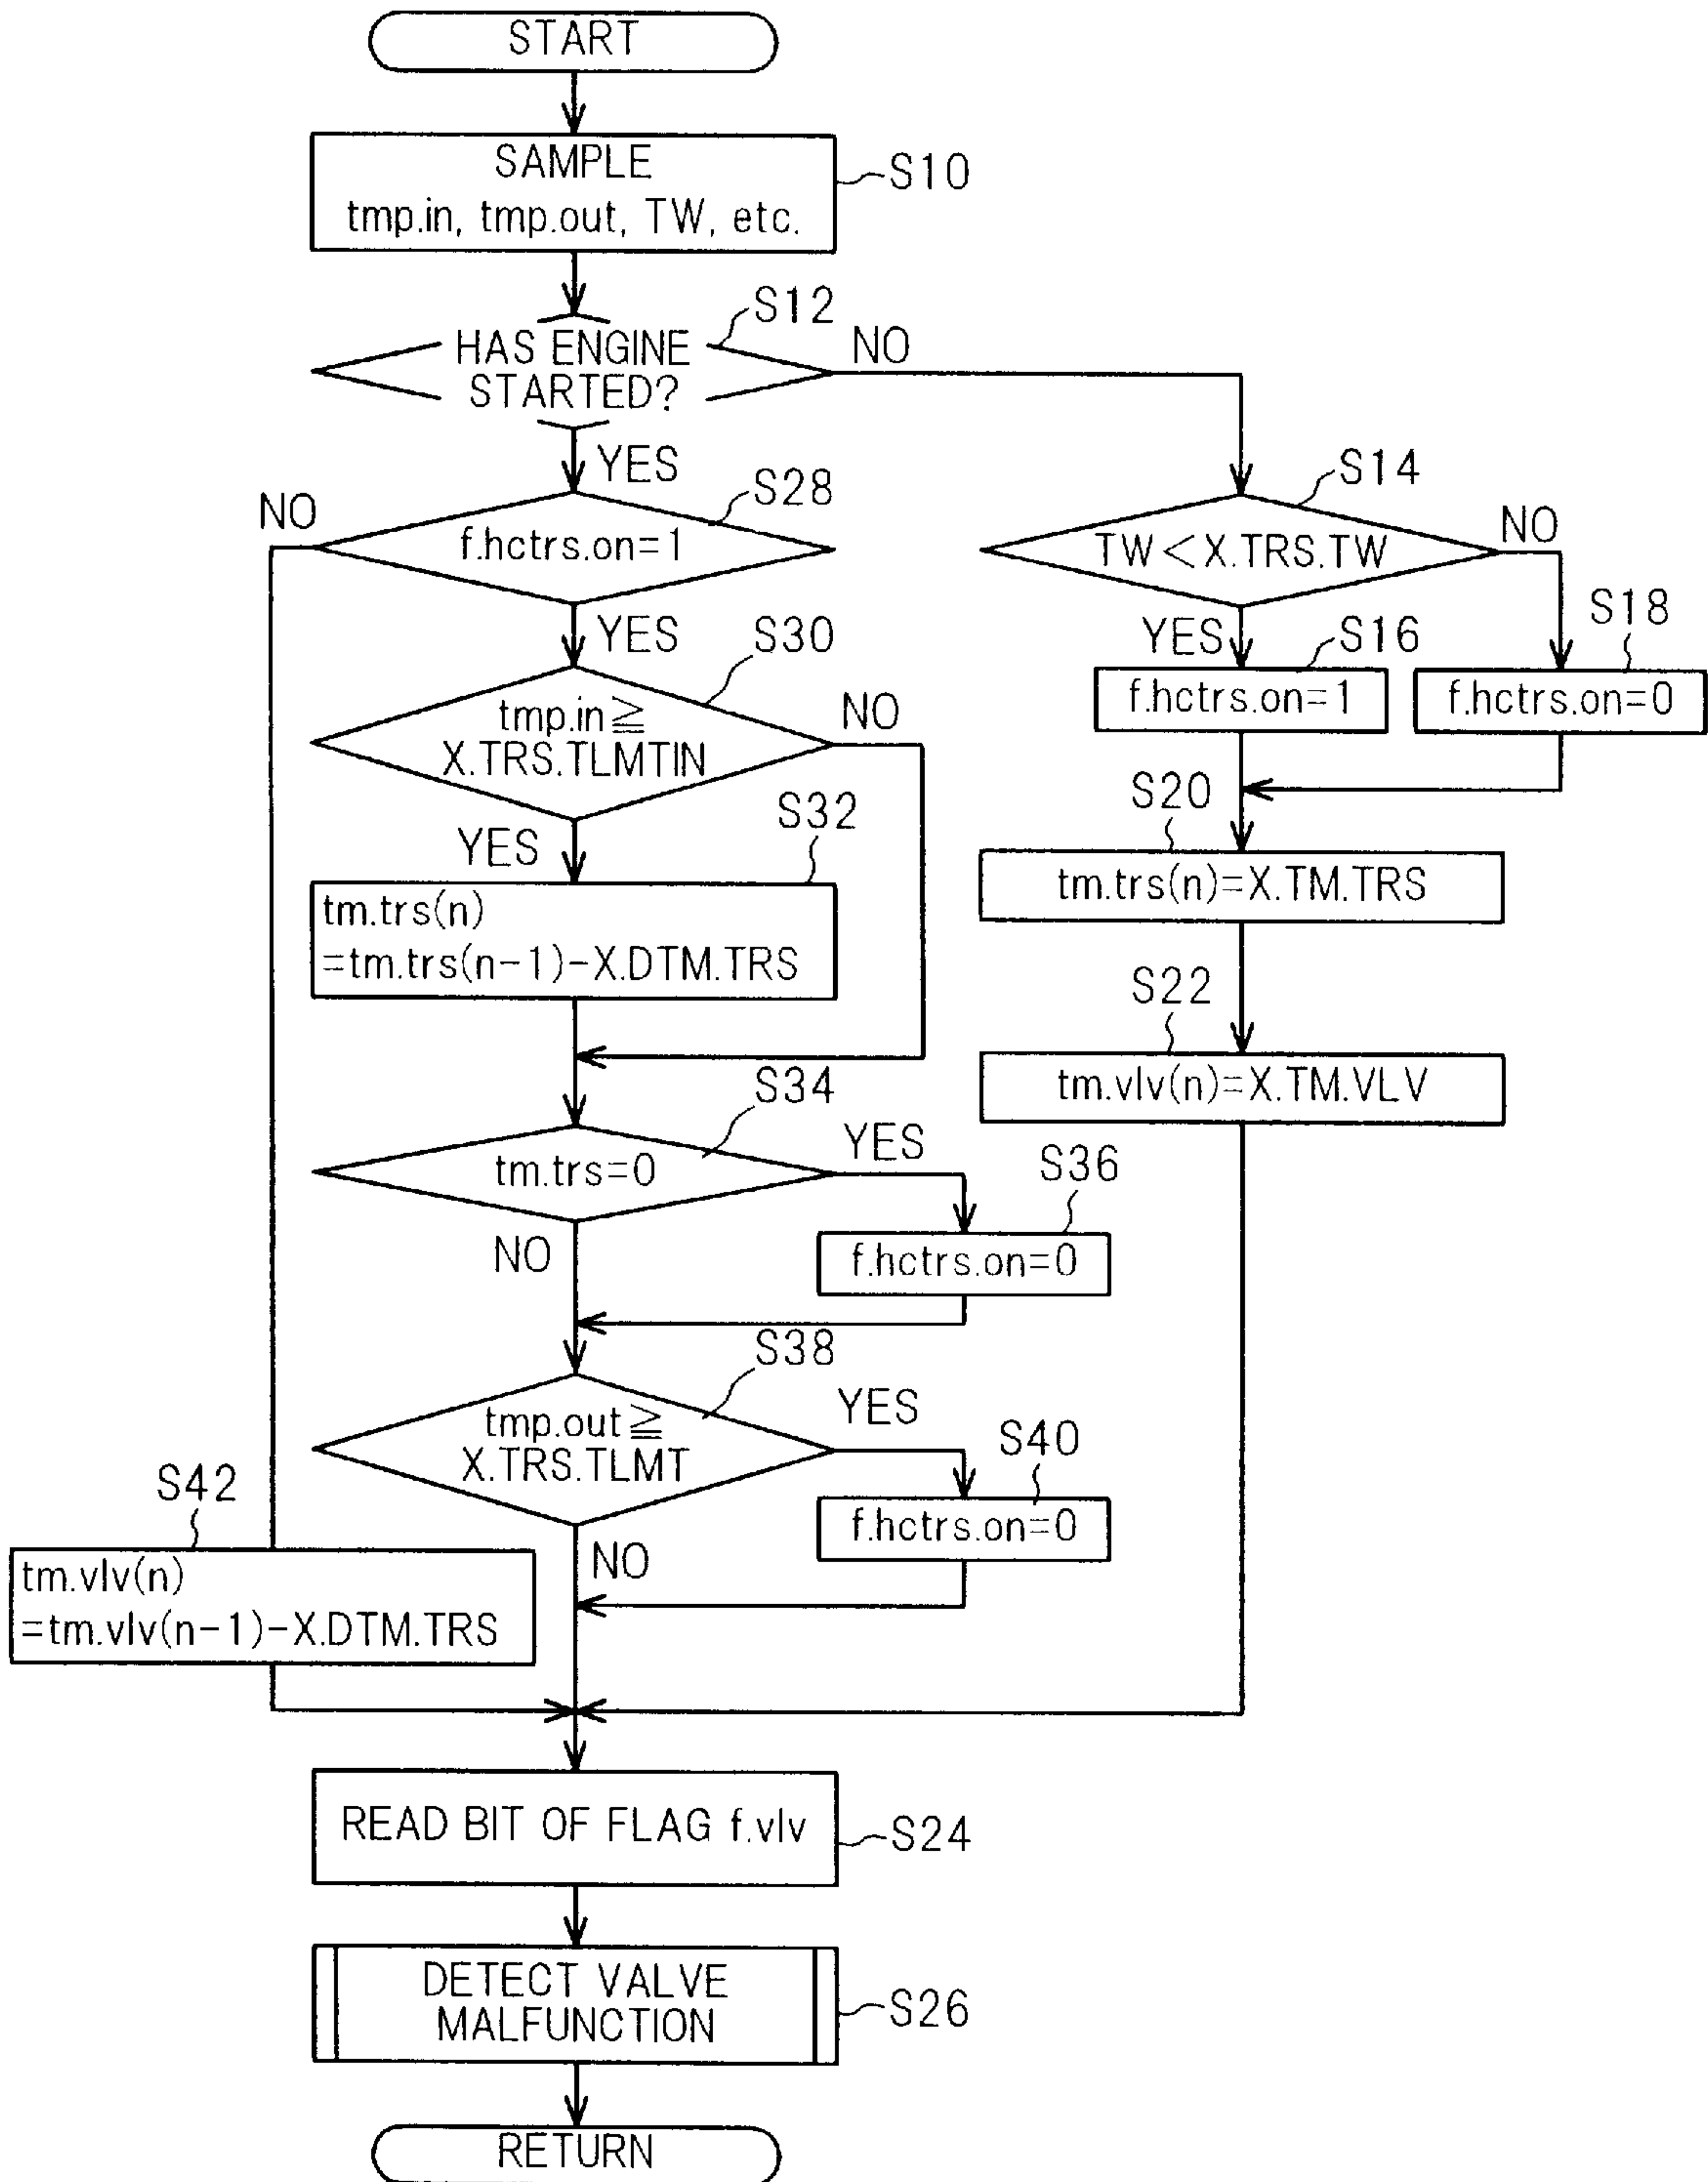 START
SAMPLE
tmp.in, tmp.out, TW, etc.
S10
HAS ENGINE
STARTED?
S12
NO
YES
S28
NO
f.hctrs.on=1
S14
TW<X.TRS.TW
NO
YES
S16
f.hctrs.on=1
S18
f.hctrs.on=0
YES
S30
tmp.in≧
X.TRS.TLMTIN
NO
YES
S32
tm.trs(n)
=tm.trs(n-1)-X.DTM.TRS
S20
tm.trs(n)=X.TM.TRS
S22
tm.vlv(n)=X.TM.VLV
S34
tm.trs=0
YES
S36
f.hctrs.on=0
NO
S38
tmp.out≧
X.TRS.TLMT
YES
S40
f.hctrs.on=0
NO
S42
tm.vlv(n)
=tm.vlv(n-1)-X.DTM.TRS
READ BIT OF FLAG f.vlv
S24
DETECT VALVE
MALFUNCTION
S26
RETURN